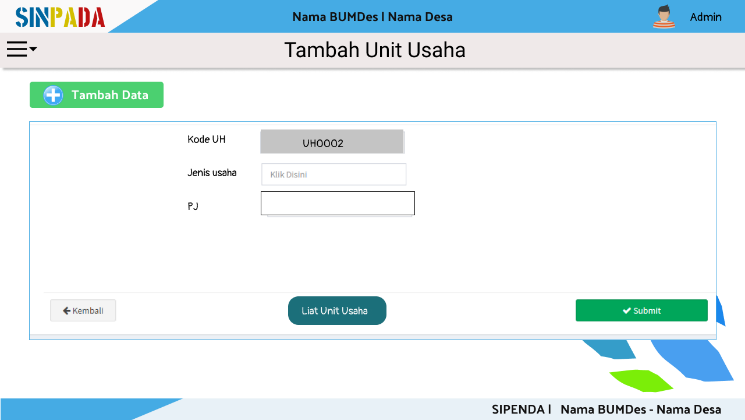 SINPADA
Nama BUMDes | Nama Desa
Admin
Tambah Unit Usaha
Tambah Data
Kode UH
UH0002
Jenis usaha
Klik Disini
PJ
Kembali
Liat Unit Usaha
Submit
SIPENDA | Nama BUMDes - Nama Desa